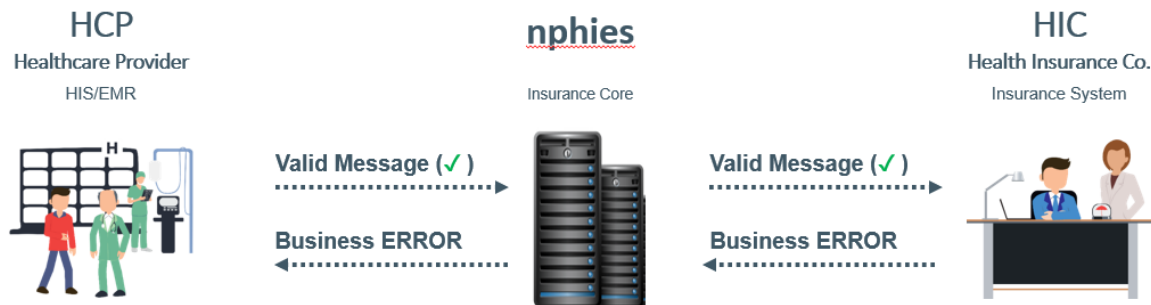 HCP
Healthcare Provider
HIS/EMR
nphies
Insurance Core
HIC
Health Insurance Co.
Insurance System
H
Valid Message (✓ )
Valid Message (✓ )
Business ERROR
Business ERROR